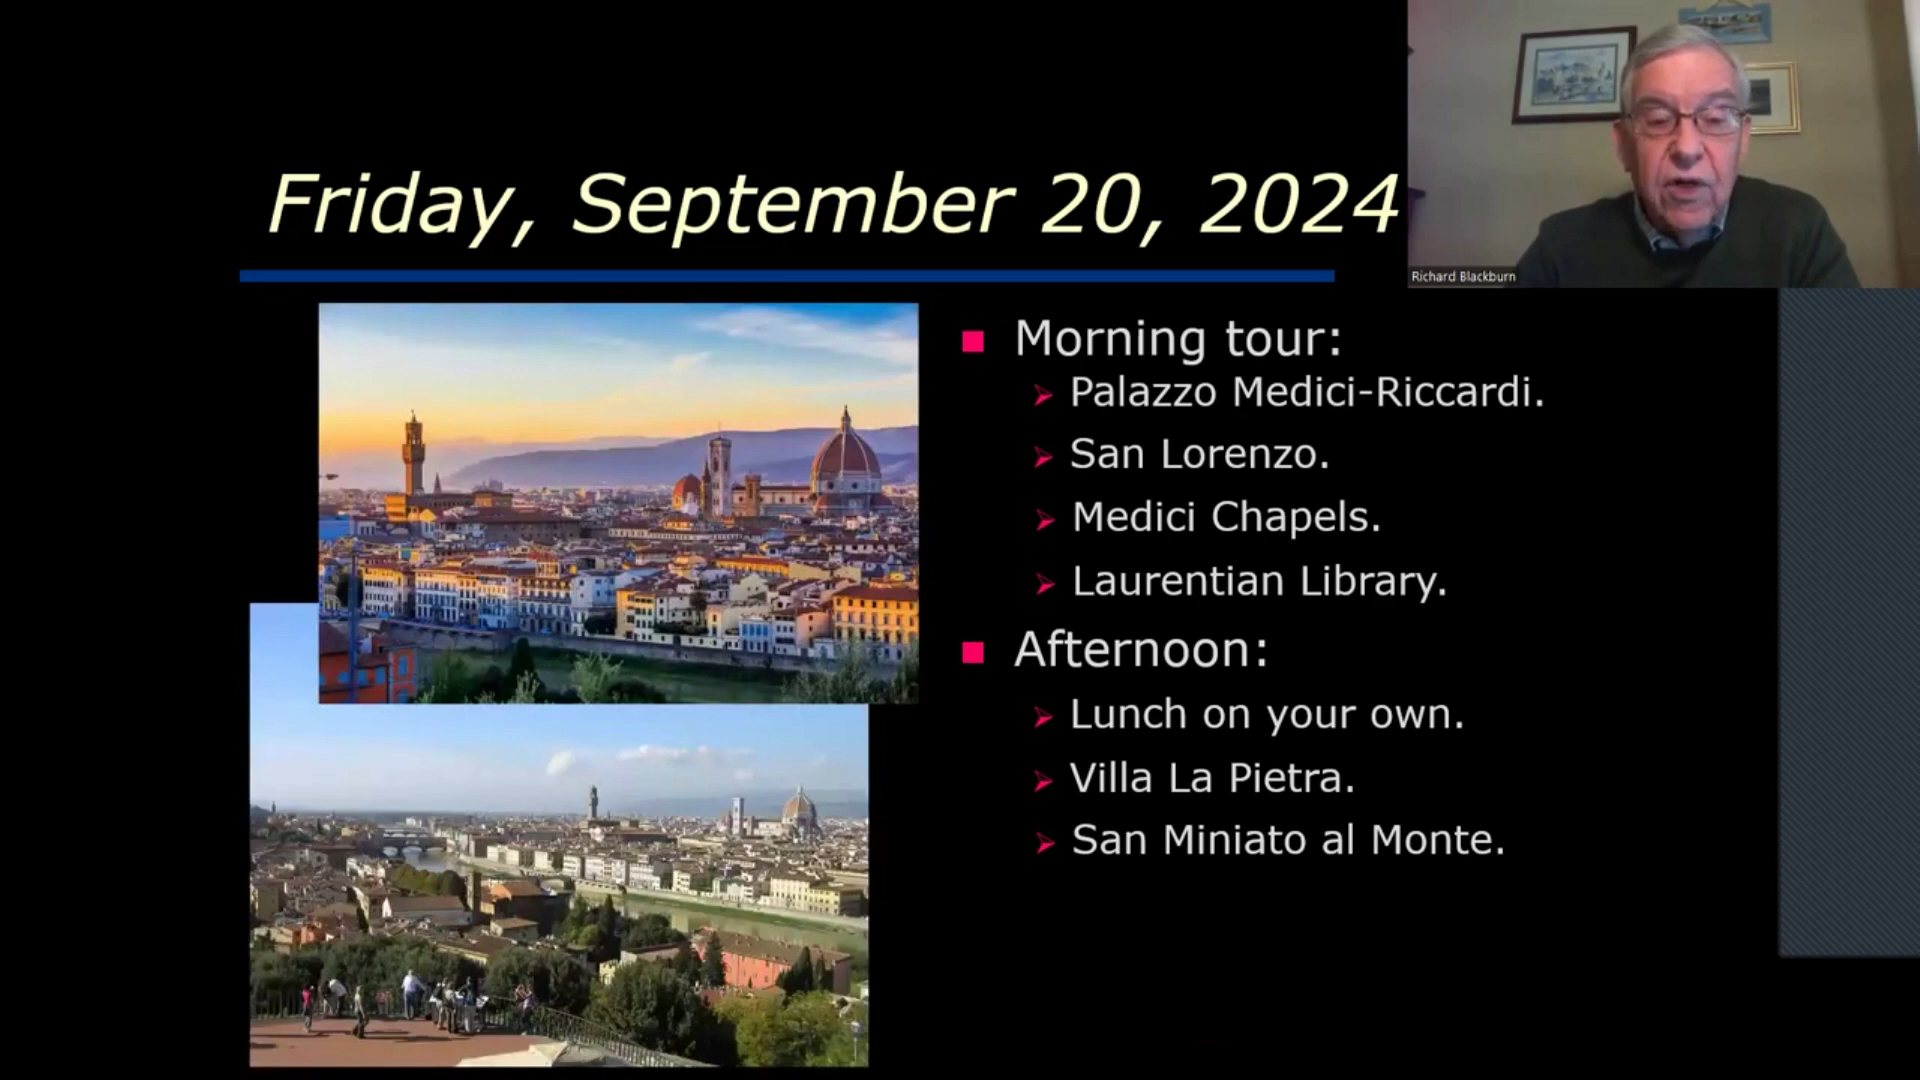 Friday, September 20, 2024
Richard Blackburn
Morning tour:
Palazzo Medici-Riccardi.
San Lorenzo.
Medici Chapels.
Laurentian Library.
Afternoon:
Lunch on your own.
Villa La Pietra.
San Miniato al Monte.